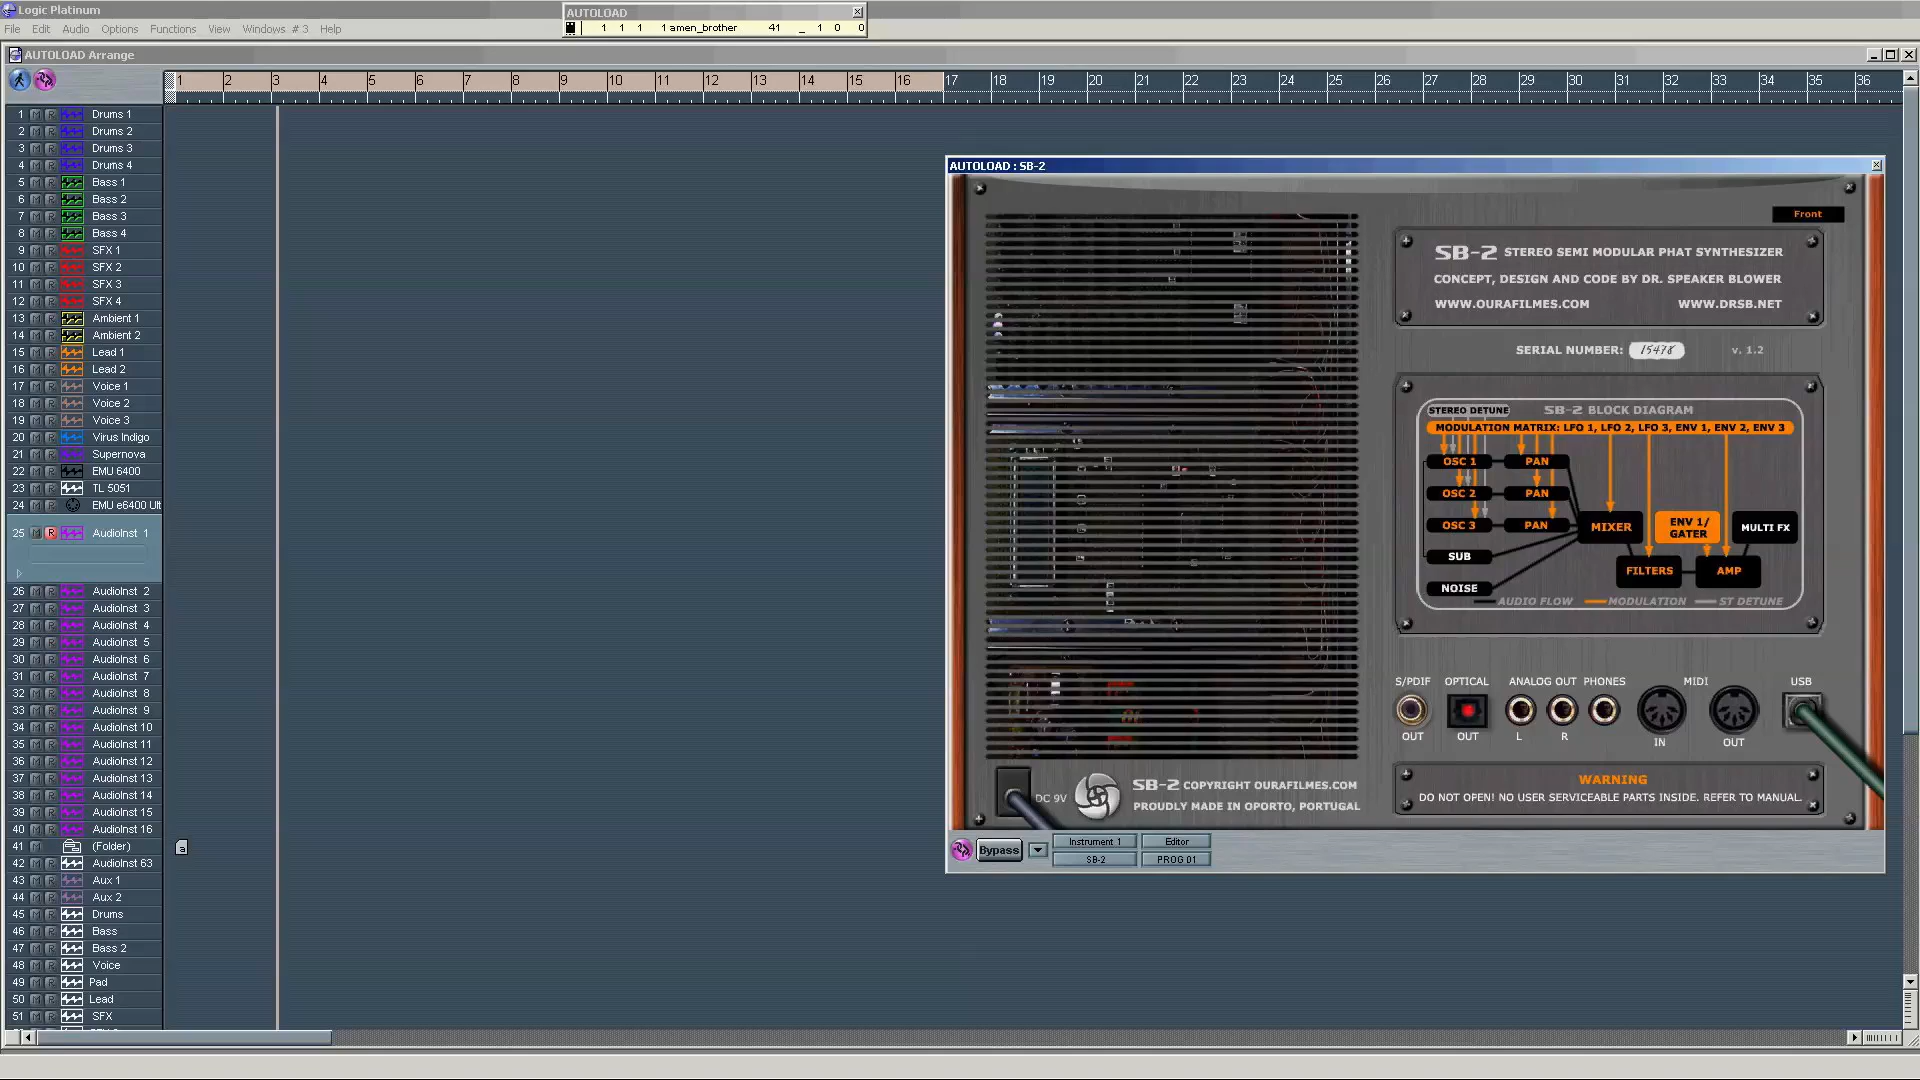 Logic Platinum
AUTOLOAD
File Edit Audio Options Functions View Windows # 3 Help
1 1 1 1 amen_brother 41 _ 1 0 0
AUTOLOAD Arrange
1 2 3 4 5 6 7 8 9 10 11 12 13 14 15 16 17 18 19 20 21 22 23 24 25 26 27 28 29 30 31 32 33 34 35 36
1 M R Drums 1
2 M R Drums 2
3 M R Drums 3
4 M R Drums 4
5 M R Bass 1
6 M R Bass 2
7 M R Bass 3
8 M R Bass 4
9 M R SFX 1
10 M R SFX 2
11 M R SFX 3
12 M R SFX 4
13 M R Ambient 1
14 M R Ambient 2
15 M R Lead 1
16 M R Lead 2
17 M R Voice 1
18 M R Voice 2
19 M R Voice 3
20 M R Virus Indigo
21 M R Supernova
22 M R EMU 6400
23 M R TL 5051
24 M R EMU e6400 Ult
25 M R AudioInst 1
26 M R AudioInst 2
27 M R AudioInst 3
28 M R AudioInst 4
29 M R AudioInst 5
30 M R AudioInst 6
31 M R AudioInst 7
32 M R AudioInst 8
33 M R AudioInst 9
34 M R AudioInst 10
35 M R AudioInst 11
36 M R AudioInst 12
37 M R AudioInst 13
38 M R AudioInst 14
39 M R AudioInst 15
40 M R AudioInst 16
41 M (Folder)
a
42 M R AudioInst 63
43 M R Aux 1
44 M R Aux 2
45 M R Drums
46 M R Bass
47 M R Bass 2
48 M R Voice
49 M R Pad
50 M R Lead
51 M R SFX
AUTOLOAD : SB-2
Front
SB-2 STEREO SEMI MODULAR PHAT SYNTHESIZER
CONCEPT, DESIGN AND CODE BY DR. SPEAKER BLOWER
WWW.OURAFILMES.COM WWW.DRSB.NET
SERIAL NUMBER: 15478 v. 1.2
STEREO DETUNE SB-2 BLOCK DIAGRAM
MODULATION MATRIX: LFO 1, LFO 2, LFO 3, ENV 1, ENV 2, ENV 3
OSC 1 PAN
OSC 2 PAN
OSC 3 PAN
MIXER
ENV 1/
GATER
MULTI FX
SUB
FILTERS AMP
NOISE
AUDIO FLOW MODULATION ST DETUNE
S/PDIF OPTICAL ANALOG OUT PHONES MIDI USB
OUT OUT L R IN OUT
WARNING
DO NOT OPEN! NO USER SERVICEABLE PARTS INSIDE. REFER TO MANUAL.
DC 9V
SB-2 COPYRIGHT OURAFILMES.COM
PROUDLY MADE IN OPORTO, PORTUGAL
Bypass
Instrument 1 Editor
SB-2 PROG 01